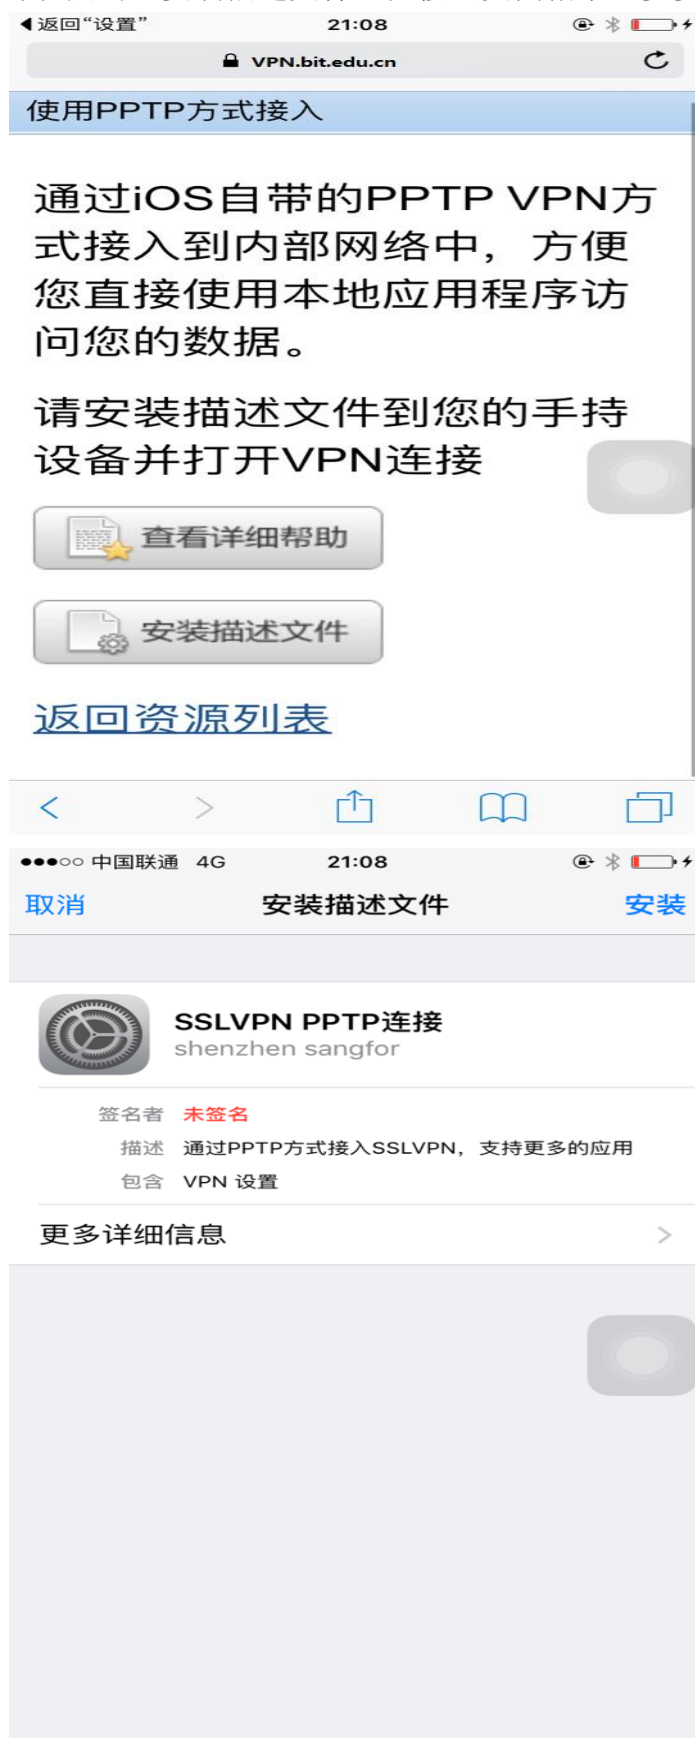 返回“设置”
21:08
VPN.bit.edu.cn
使用PPTP方式接入
通过iOS自带的PPTP VPN方
式接入到内部网络中，方便
您直接使用本地应用程序访
问您的数据。
请安装描述文件到您的手持
设备并打开VPN连接
查看详细帮助
安装描述文件
返回资源列表
中国联通 4G
21:08
取消
安装描述文件
安装
SSLVPN PPTP连接
shenzhen sangfor
签名者 未签名
描述 通过PPTP方式接入SSLVPN，支持更多的应用
包含 VPN 设置
更多详细信息